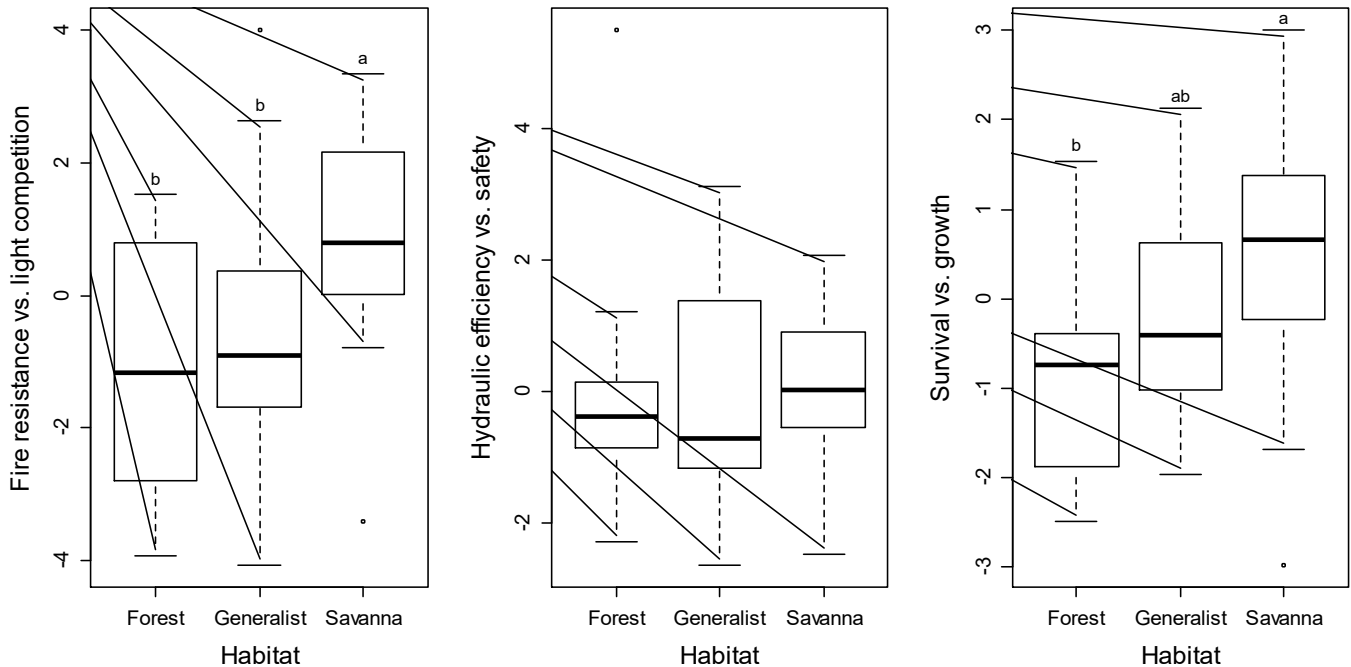 Fire resistance vs. light competition
4
2
0
-2
-4
b
b
a
Forest Generalist Savanna
Habitat
Hydraulic efficiency vs. safety
4
2
0
-2
Forest Generalist Savanna
Habitat
Survival vs. growth
3
2
1
0
-1
-2
-3
b
ab
a
Forest Generalist Savanna
Habitat